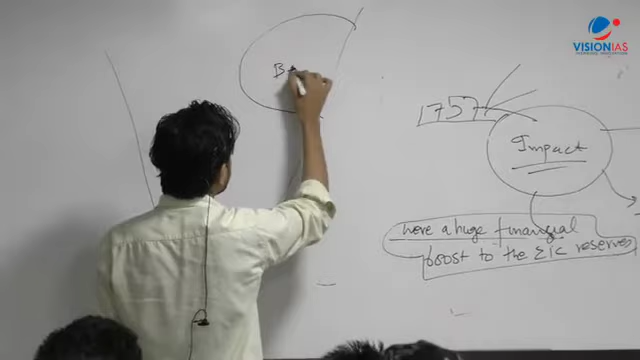 VISIONIAS
B
1757
Impact
were a huge financial
boost to the EIC reserves